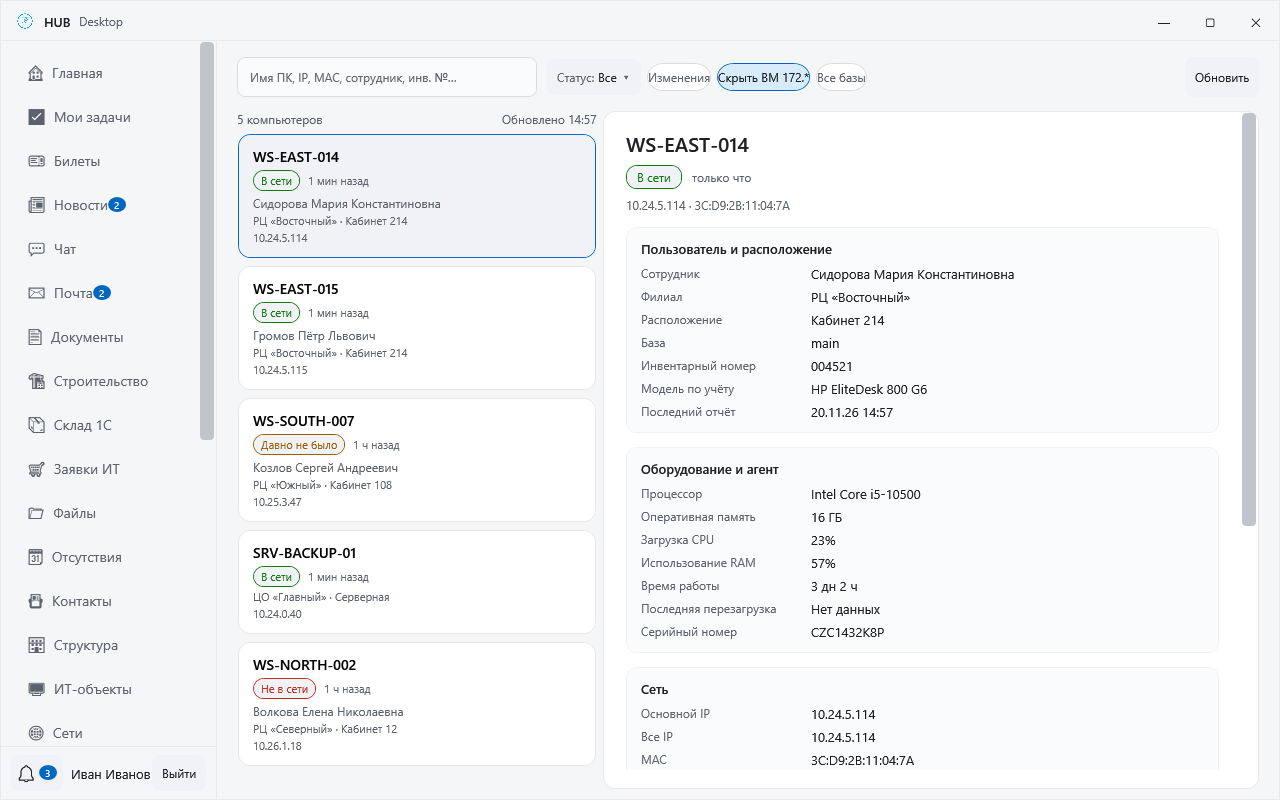 HUB Desktop
Главная
Мои задачи
Билеты
Новости 2
Чат
Почта 2
Документы
Строительство
Склад 1С
Заявки ИТ
Файлы
31 Отсутствия
Контакты
Структура
ИТ-объекты
Сети
3 Иван Иванов Выйти
Имя ПК, IP, MAC, сотрудник, инв. №...
Статус: Все
Изменения
Скрыть ВМ 172.*
Все базы
Обновить
5 компьютеров Обновлено 14:57
WS-EAST-014
В сети 1 мин назад
Сидорова Мария Константиновна
РЦ «Восточный» · Кабинет 214
10.24.5.114
WS-EAST-015
В сети 1 мин назад
Громов Пётр Львович
РЦ «Восточный» · Кабинет 214
10.24.5.115
WS-SOUTH-007
Давно не было 1 ч назад
Козлов Сергей Андреевич
РЦ «Южный» · Кабинет 108
10.25.3.47
SRV-BACKUP-01
В сети 1 мин назад
ЦО «Главный» · Серверная
10.24.0.40
WS-NORTH-002
Не в сети 1 ч назад
Волкова Елена Николаевна
РЦ «Северный» · Кабинет 12
10.26.1.18
WS-EAST-014
В сети только что
10.24.5.114 · 3C:D9:2B:11:04:7A
Пользователь и расположение
Сотрудник Сидорова Мария Константиновна
Филиал РЦ «Восточный»
Расположение Кабинет 214
База main
Инвентарный номер 004521
Модель по учёту HP EliteDesk 800 G6
Последний отчёт 20.11.26 14:57
Оборудование и агент
Процессор Intel Core i5-10500
Оперативная память 16 ГБ
Загрузка CPU 23%
Использование RAM 57%
Время работы 3 дн 2 ч
Последняя перезагрузка Нет данных
Серийный номер CZC1432K8P
Сеть
Основной IP 10.24.5.114
Все IP 10.24.5.114
MAC 3C:D9:2B:11:04:7A